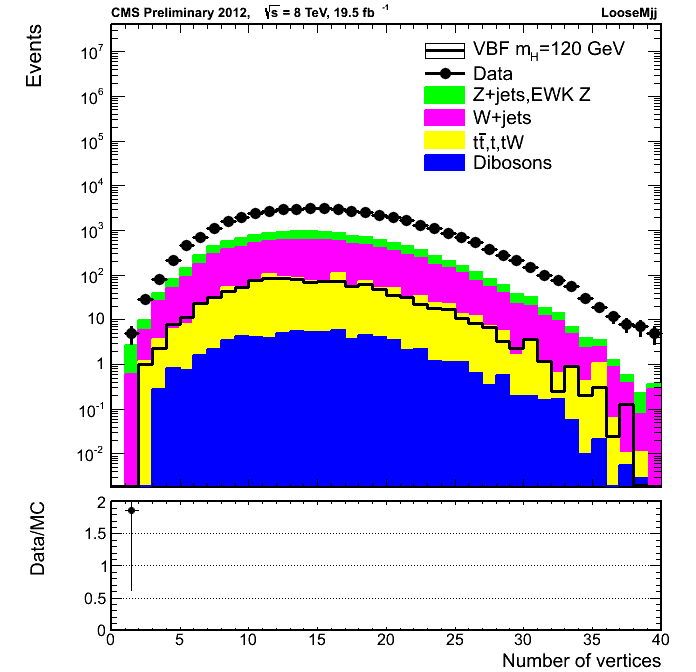 CMS Preliminary 2012, √s = 8 TeV, 19.5 fb⁻¹ LooseMjj
Events
10⁷
10⁶
10⁵
10⁴
10³
10²
10
1
10⁻¹
10⁻²
VBF m_H=120 GeV
Data
Z+jets,EWK Z
W+jets
tt̄,t,tW
Dibosons
Data/MC
2
1.5
1
0.5
0
0 5 10 15 20 25 30 35 40
Number of vertices